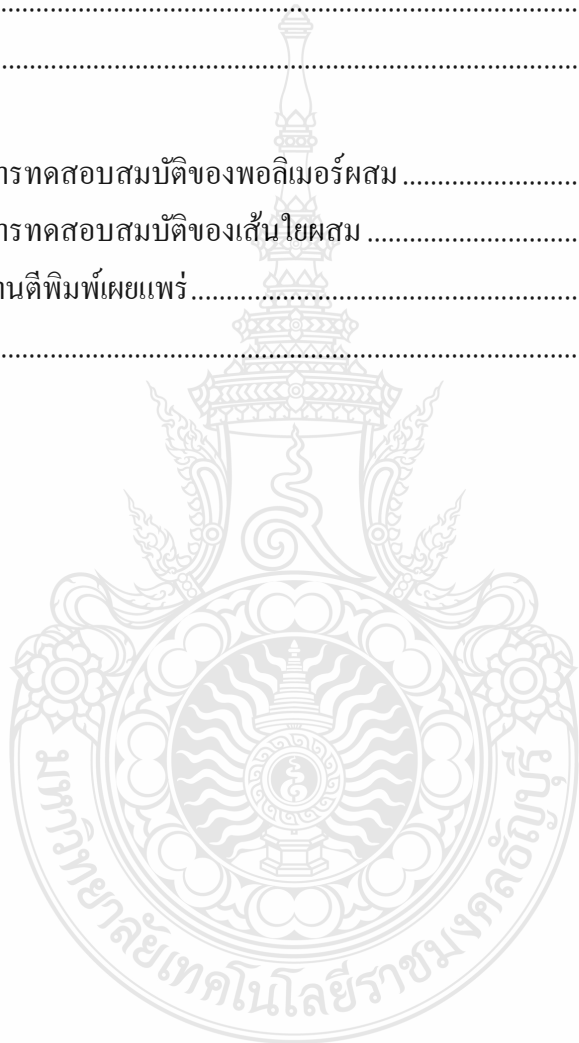 ......................................................................................................
......................................................................................................
ารทดสอบสมบัติของพอลิเมอร์ผสม ..............................
ารทดสอบสมบัติของเส้นใยผสม ....................................
านตีพิมพ์เผยแพร่ ...................................................................
......................................................................................................
มหาวิทยาลัยเทคโนโลยีราชมงคลธัญบุรี